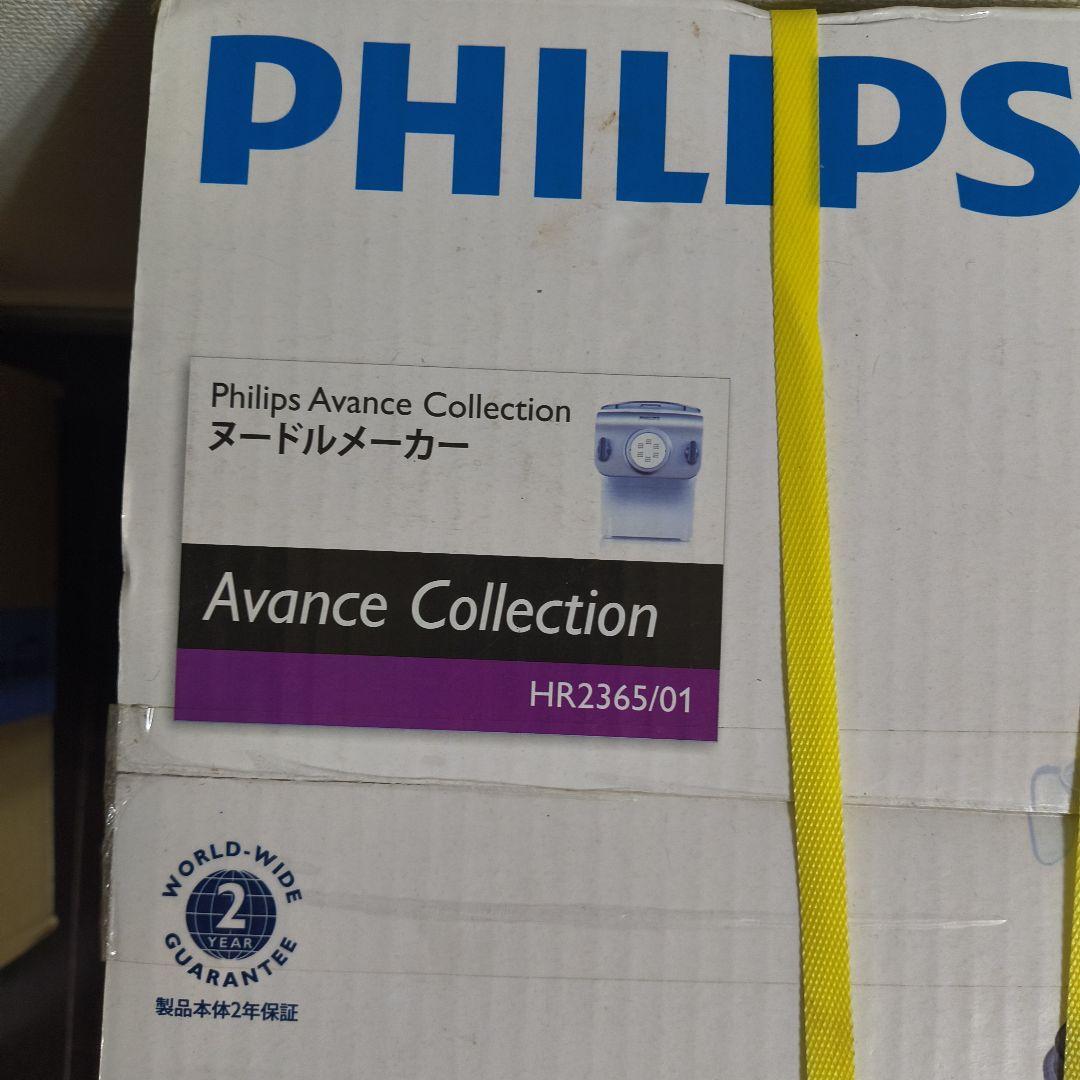 PHILIPS
Philips Avance Collection
ヌードルメーカー
Avance Collection
HR2365/01
WORLD-WIDE
2
YEAR
GUARANTEE
製品本体2年保証